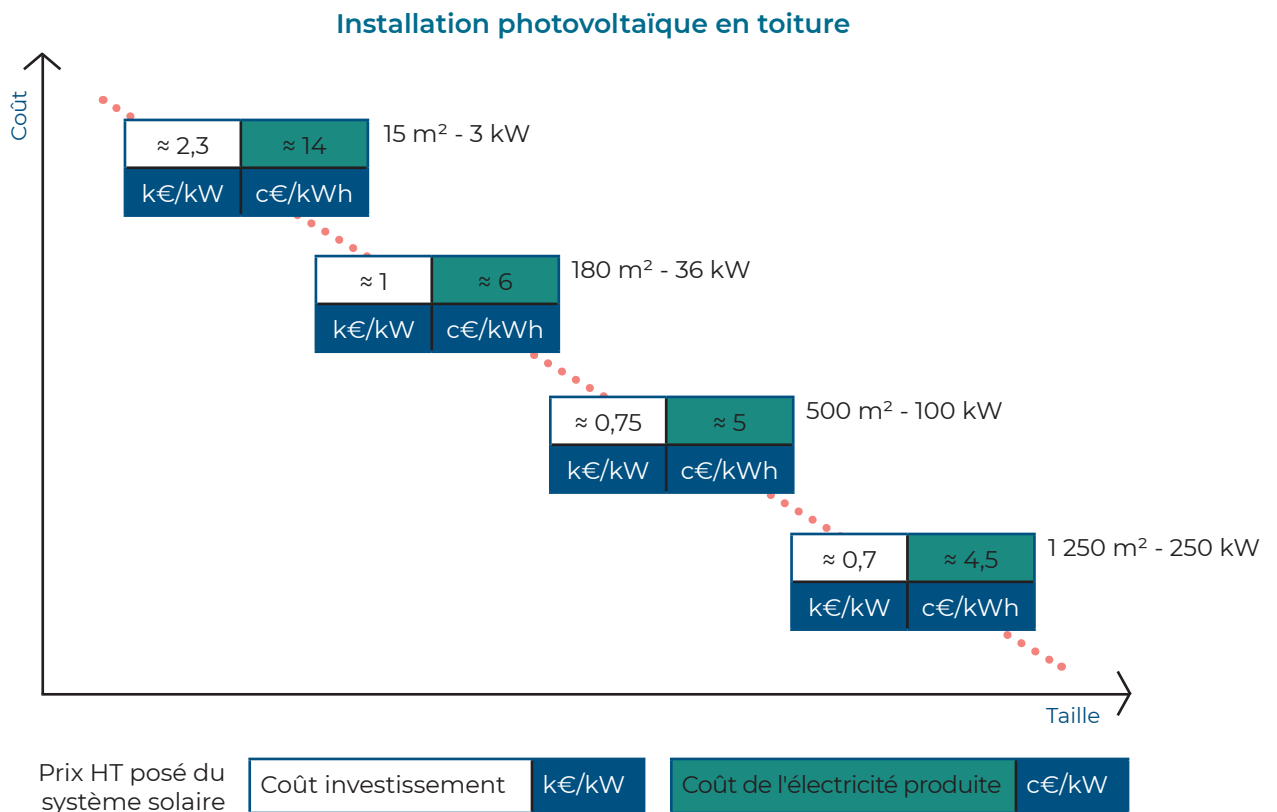 Installation photovoltaïque en toiture
Coût
≈ 2,3 ≈ 14 15 m² - 3 kW
k€/kW c€/kWh
≈ 1 ≈ 6 180 m² - 36 kW
k€/kW c€/kWh
≈ 0,75 ≈ 5 500 m² - 100 kW
k€/kW c€/kWh
≈ 0,7 ≈ 4,5 1 250 m² - 250 kW
k€/kW c€/kWh
Taille
Prix HT posé du
système solaire
Coût investissement k€/kW Coût de l'électricité produite c€/kW